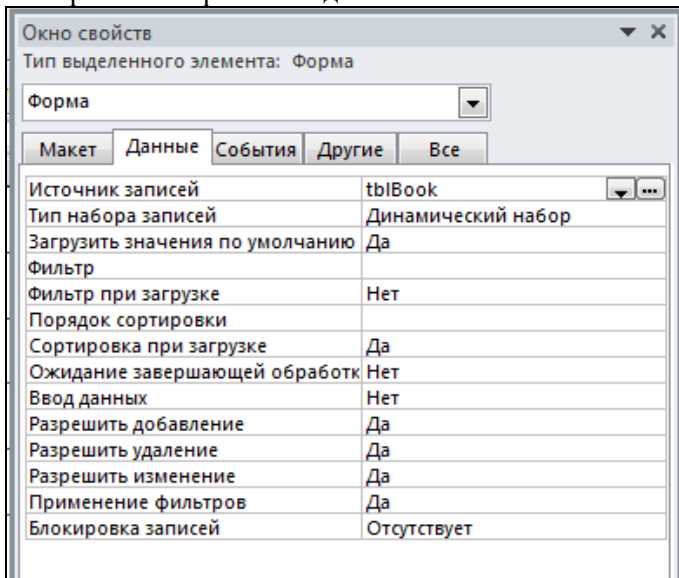 Окно свойств
Тип выделенного элемента: Форма
Форма
Макет Данные События Другие Все
Источник записей tblBook
Тип набора записей Динамический набор
Загрузить значения по умолчанию Да
Фильтр
Фильтр при загрузке Нет
Порядок сортировки
Сортировка при загрузке Да
Ожидание завершающей обработк Нет
Ввод данных Нет
Разрешить добавление Да
Разрешить удаление Да
Разрешить изменение Да
Применение фильтров Да
Блокировка записей Отсутствует